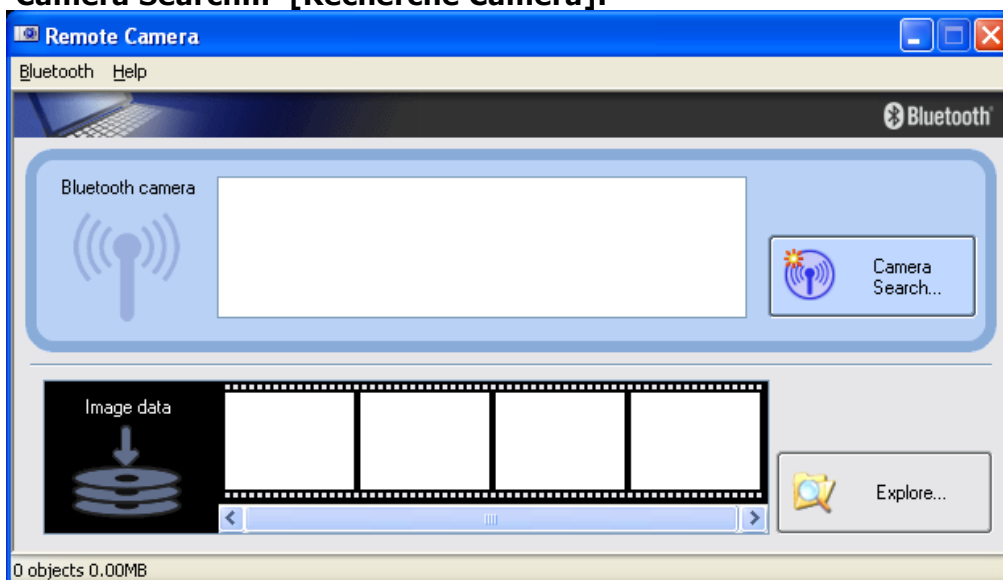 "Camera Search..." [Recherche Caméra].
Remote Camera
Bluetooth Help
Bluetooth
Bluetooth camera
Camera
Search...
Image data
Explore...
0 objects 0.00MB